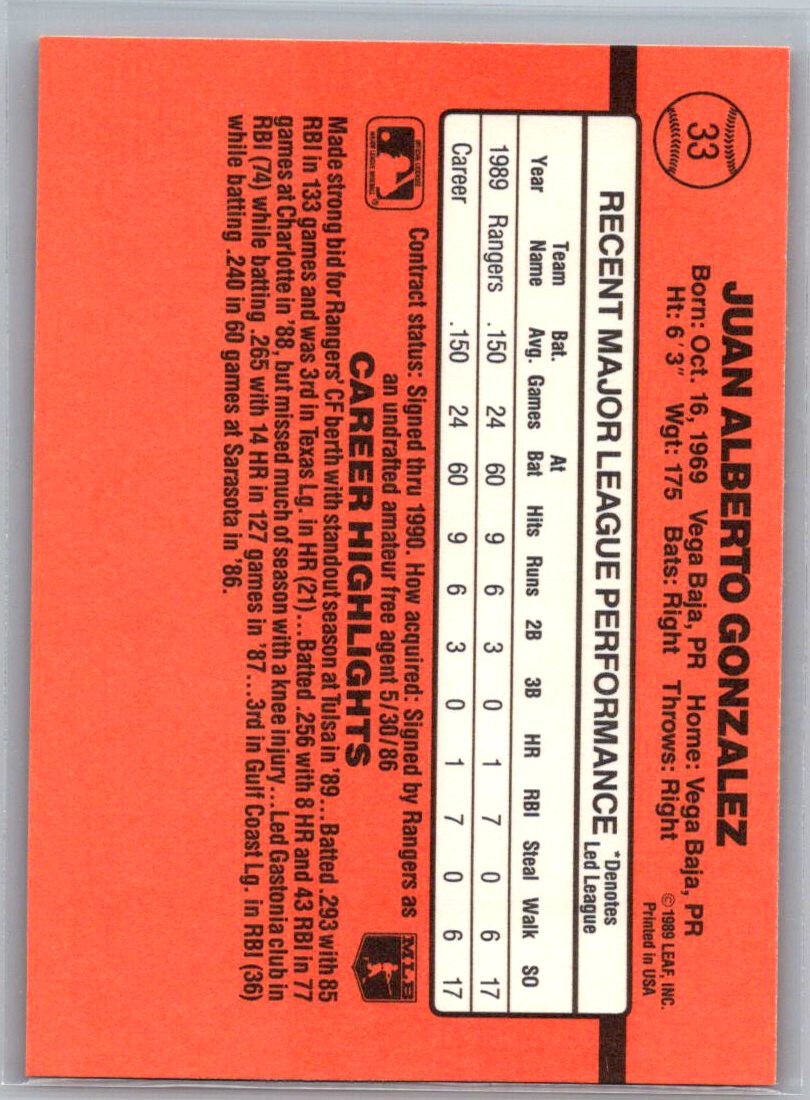 33
JUAN ALBERTO GONZALEZ
Born: Oct. 16, 1969 Vega Baja, PR Home: Vega Baja, PR
Ht: 6'3" Wgt: 175 Bats: Right Throws: Right
©1989 LEAF, INC.
Printed in USA
RECENT MAJOR LEAGUE PERFORMANCE *Denotes
Led League
Team Bat. At
Year Name Avg. Games Bat Hits Runs 2B 3B HR RBI Steal Walk SO
1989 Rangers .150 24 60 9 6 3 0 1 7 0 6 17
Career .150 24 60 9 6 3 0 1 7 0 6 17
Contract status: Signed thru 1990. How acquired: Signed by Rangers as
an undrafted amateur free agent 5/30/86
MLB
CAREER HIGHLIGHTS
Made strong bid for Rangers' CF berth with standout season at Tulsa in '89...Batted .293 with 85
RBI in 133 games and was 3rd in Texas Lg. in HR (21)...Batted .256 with 8 HR and 43 RBI in 77
games at Charlotte in '88, but missed much of season with a knee injury...Led Gastonia club in
RBI (74) while batting .265 with 14 HR in 127 games in '87...3rd in Gulf Coast Lg. in RBI (36)
while batting .240 in 60 games at Sarasota in '86.